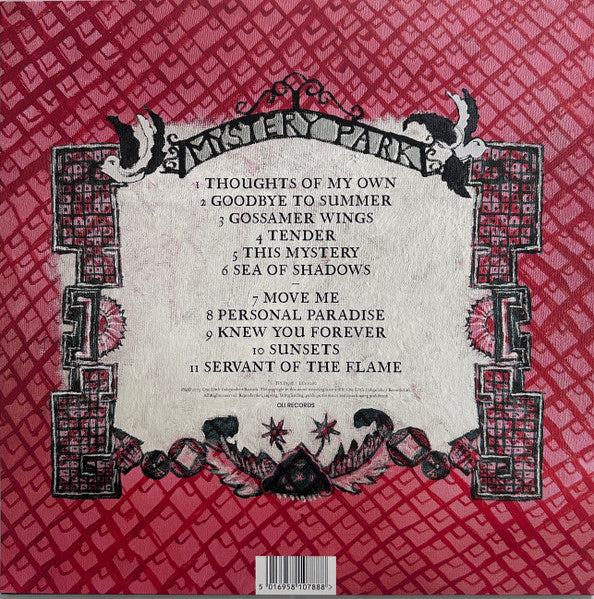 MYSTERY PARK
1 THOUGHTS OF MY OWN
2 GOODBYE TO SUMMER
3 GOSSAMER WINGS
4 TENDER
5 THIS MYSTERY
6 SEA OF SHADOWS
–
7 MOVE ME
8 PERSONAL PARADISE
9 KNEW YOU FOREVER
10 SUNSETS
11 SERVANT OF THE FLAME
OLI RECORDS
5 016958 107888 >